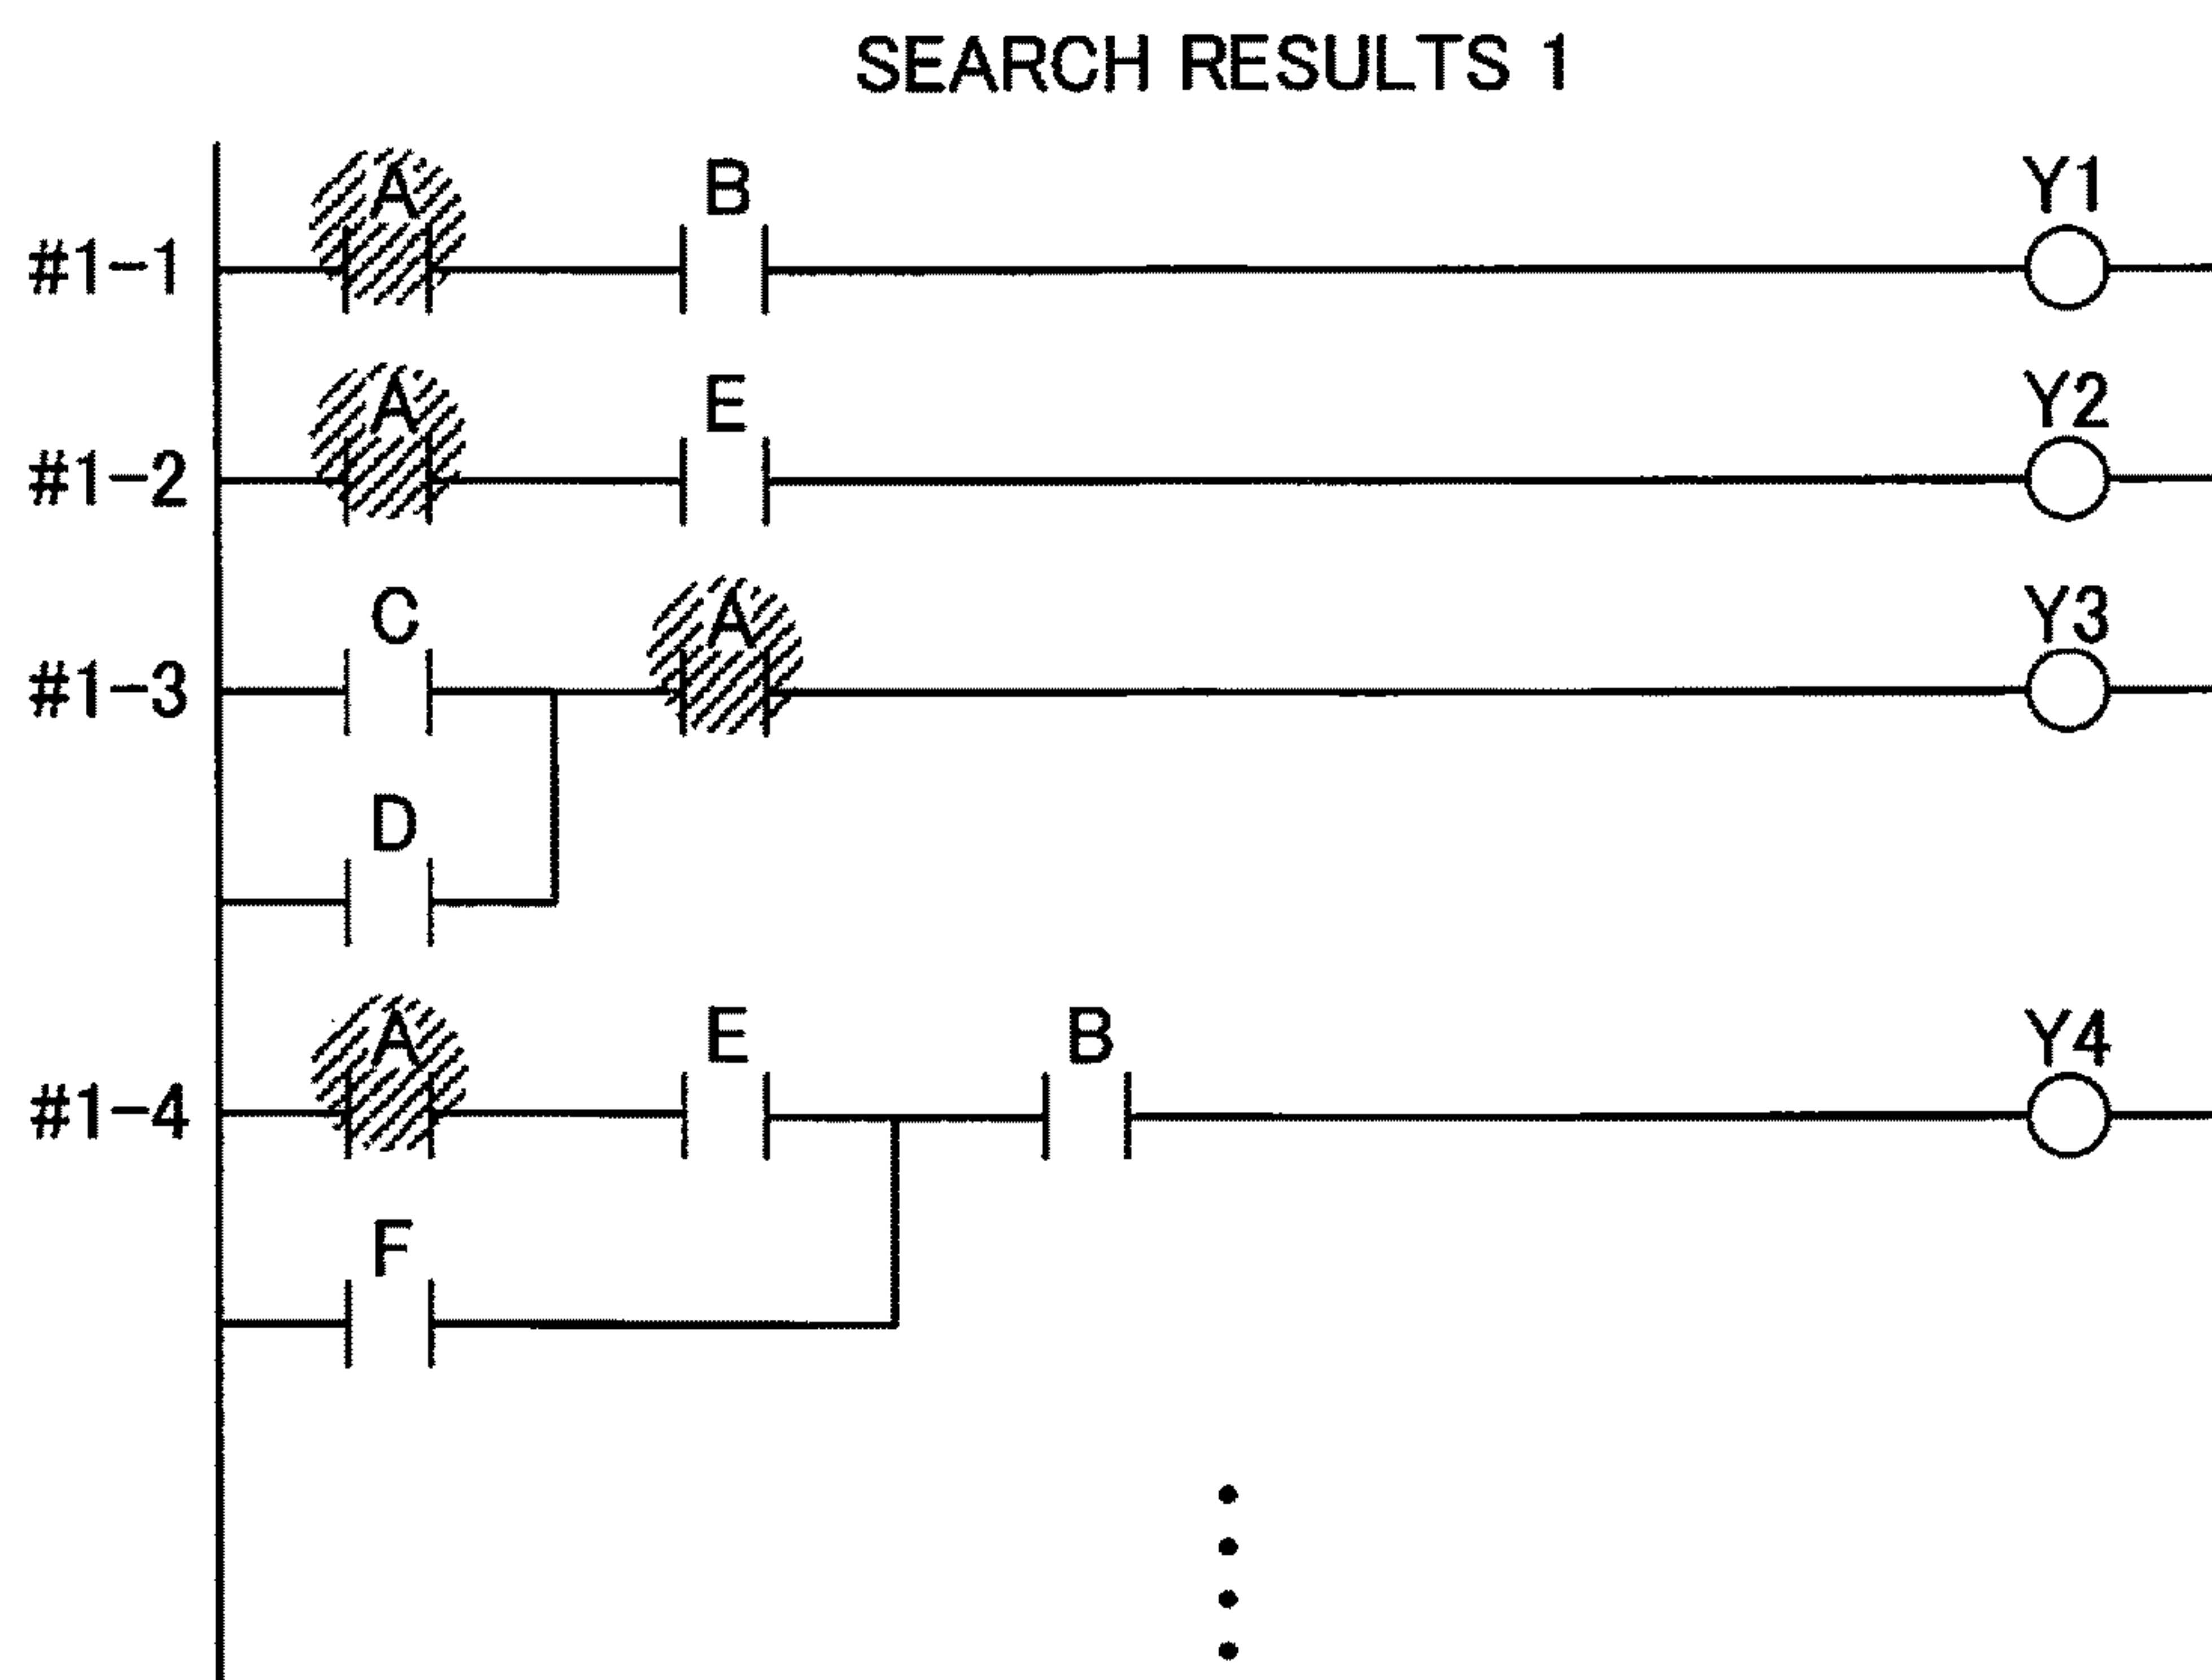 SEARCH RESULTS 1
A B Y1
#1-1
A E Y2
#1-2
C A Y3
#1-3
D
A E B Y4
#1-4
F